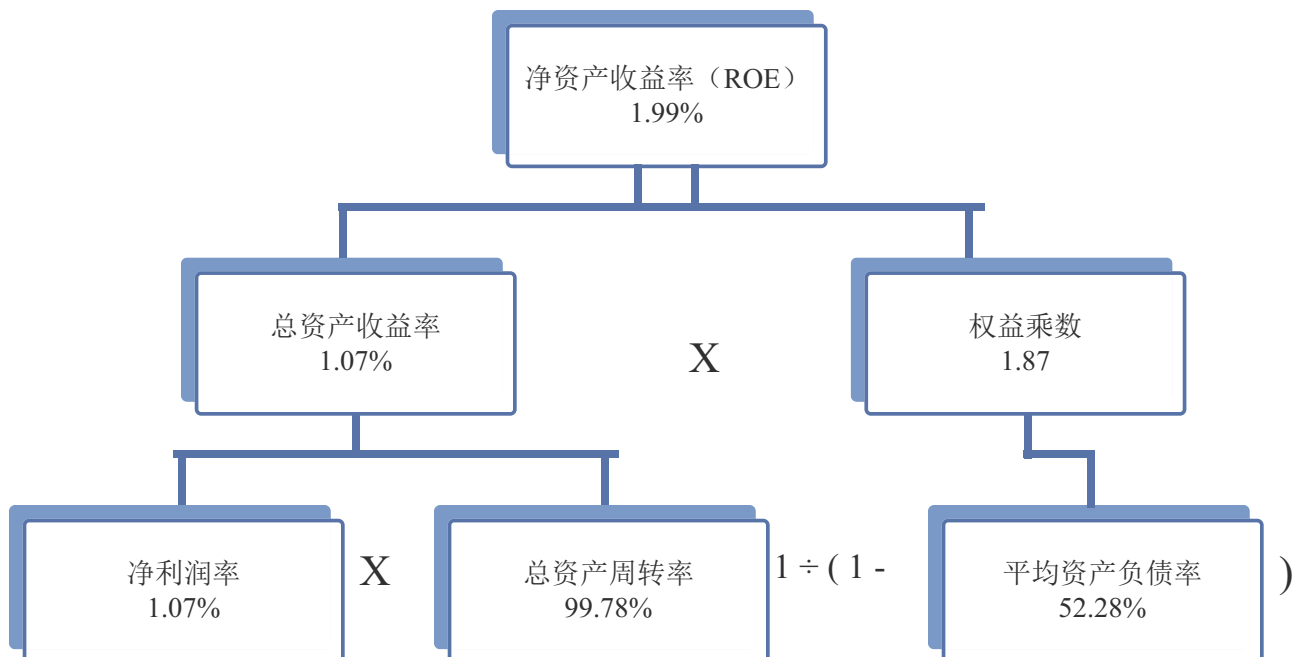 净资产收益率（ROE）
1.99%
总资产收益率
1.07%
X
权益乘数
1.87
净利润率
1.07%
X
总资产周转率
99.78%
1 ÷ ( 1 -
平均资产负债率
52.28%
)